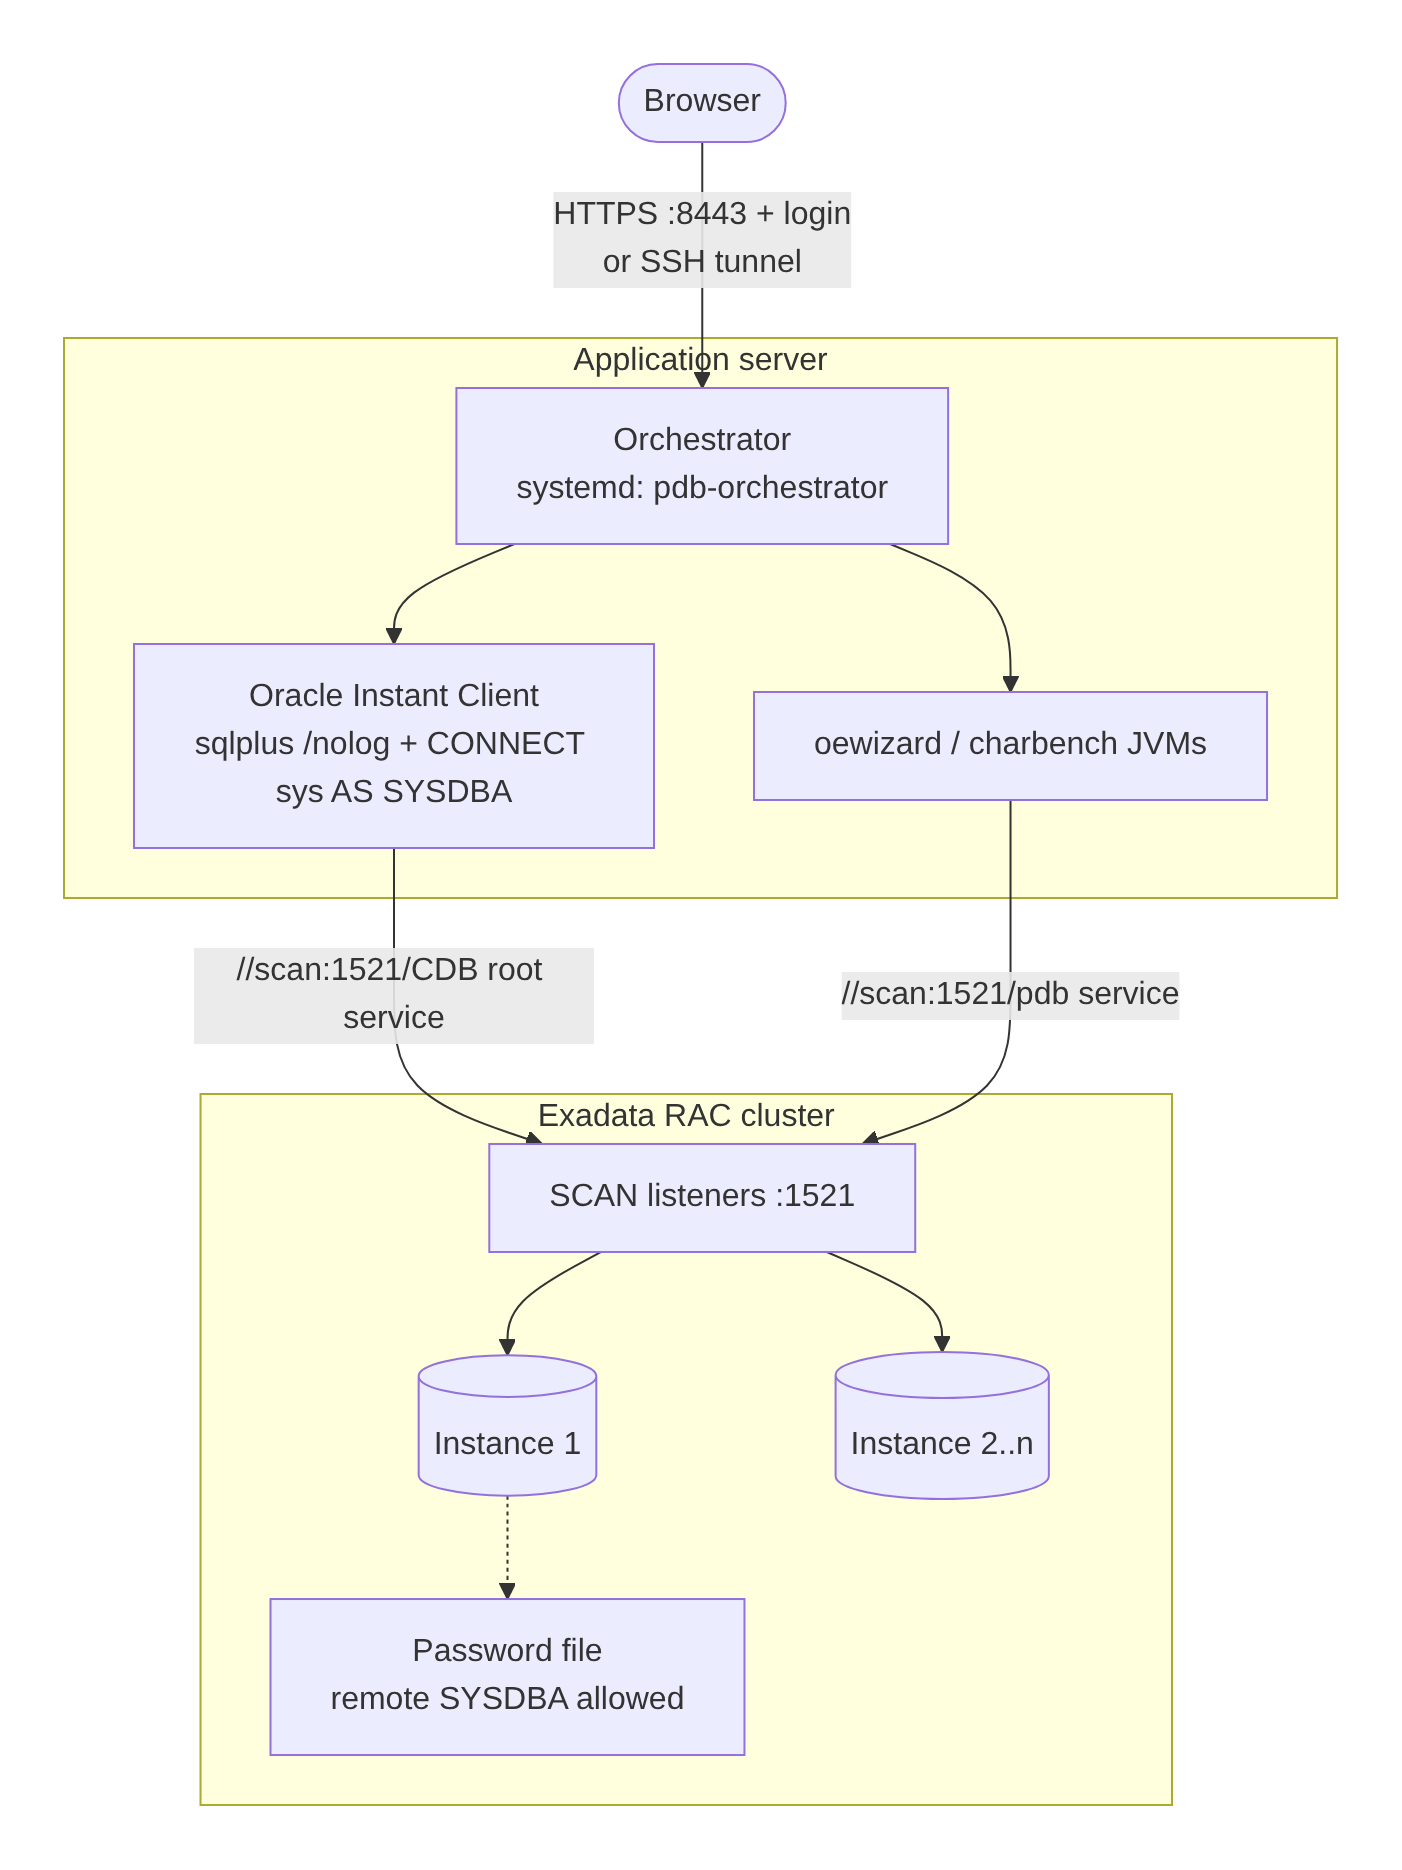 Browser
HTTPS :8443 + login
or SSH tunnel
Application server
Orchestrator
systemd: pdb-orchestrator
Oracle Instant Client
sqlplus /nolog + CONNECT
sys AS SYSDBA
oewizard / charbench JVMs
//scan:1521/CDB root
service
//scan:1521/pdb service
Exadata RAC cluster
SCAN listeners :1521
Instance 1
Instance 2..n
Password file
remote SYSDBA allowed